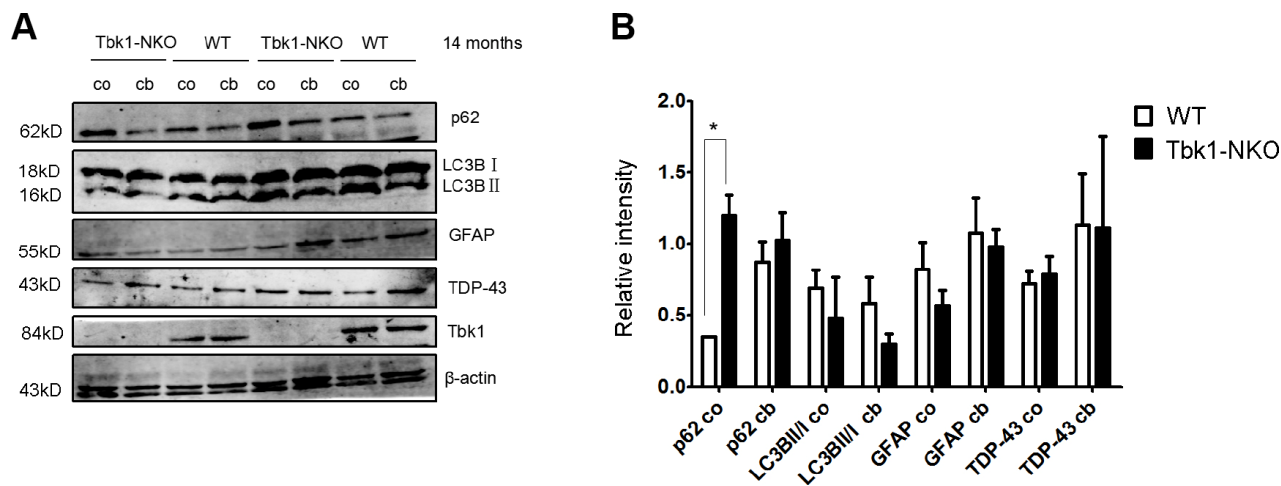 A
Tbk1-NKO WT Tbk1-NKO WT 14 months
co cb co cb co cb co cb
62kD p62
18kD LC3B Ⅰ
16kD LC3B Ⅱ
55kD GFAP
43kD TDP-43
84kD Tbk1
43kD β-actin
B
WT
Tbk1-NKO
*
Relative intensity
2.0
1.5
1.0
0.5
0.0
p62 co
p62 cb
LC3BII/I co
LC3BII/I cb
GFAP co
GFAP cb
TDP-43 co
TDP-43 cb